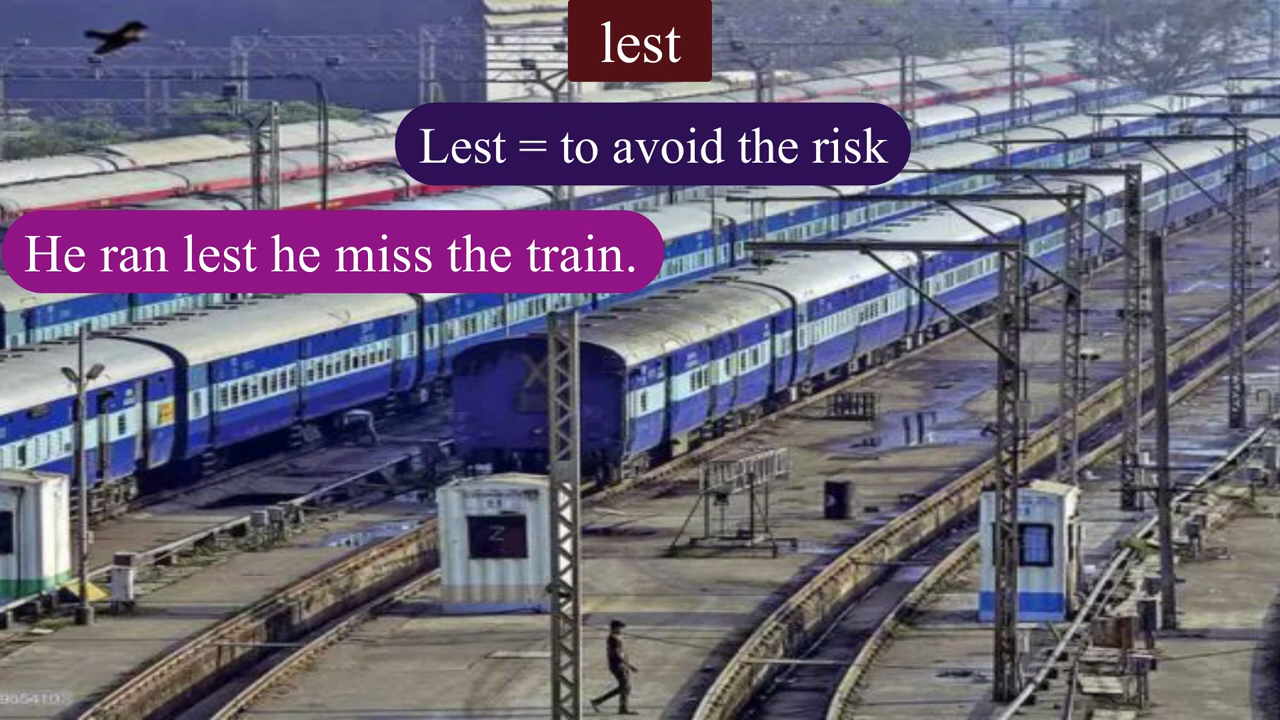 lest
Lest = to avoid the risk
He ran lest he miss the train.
Z